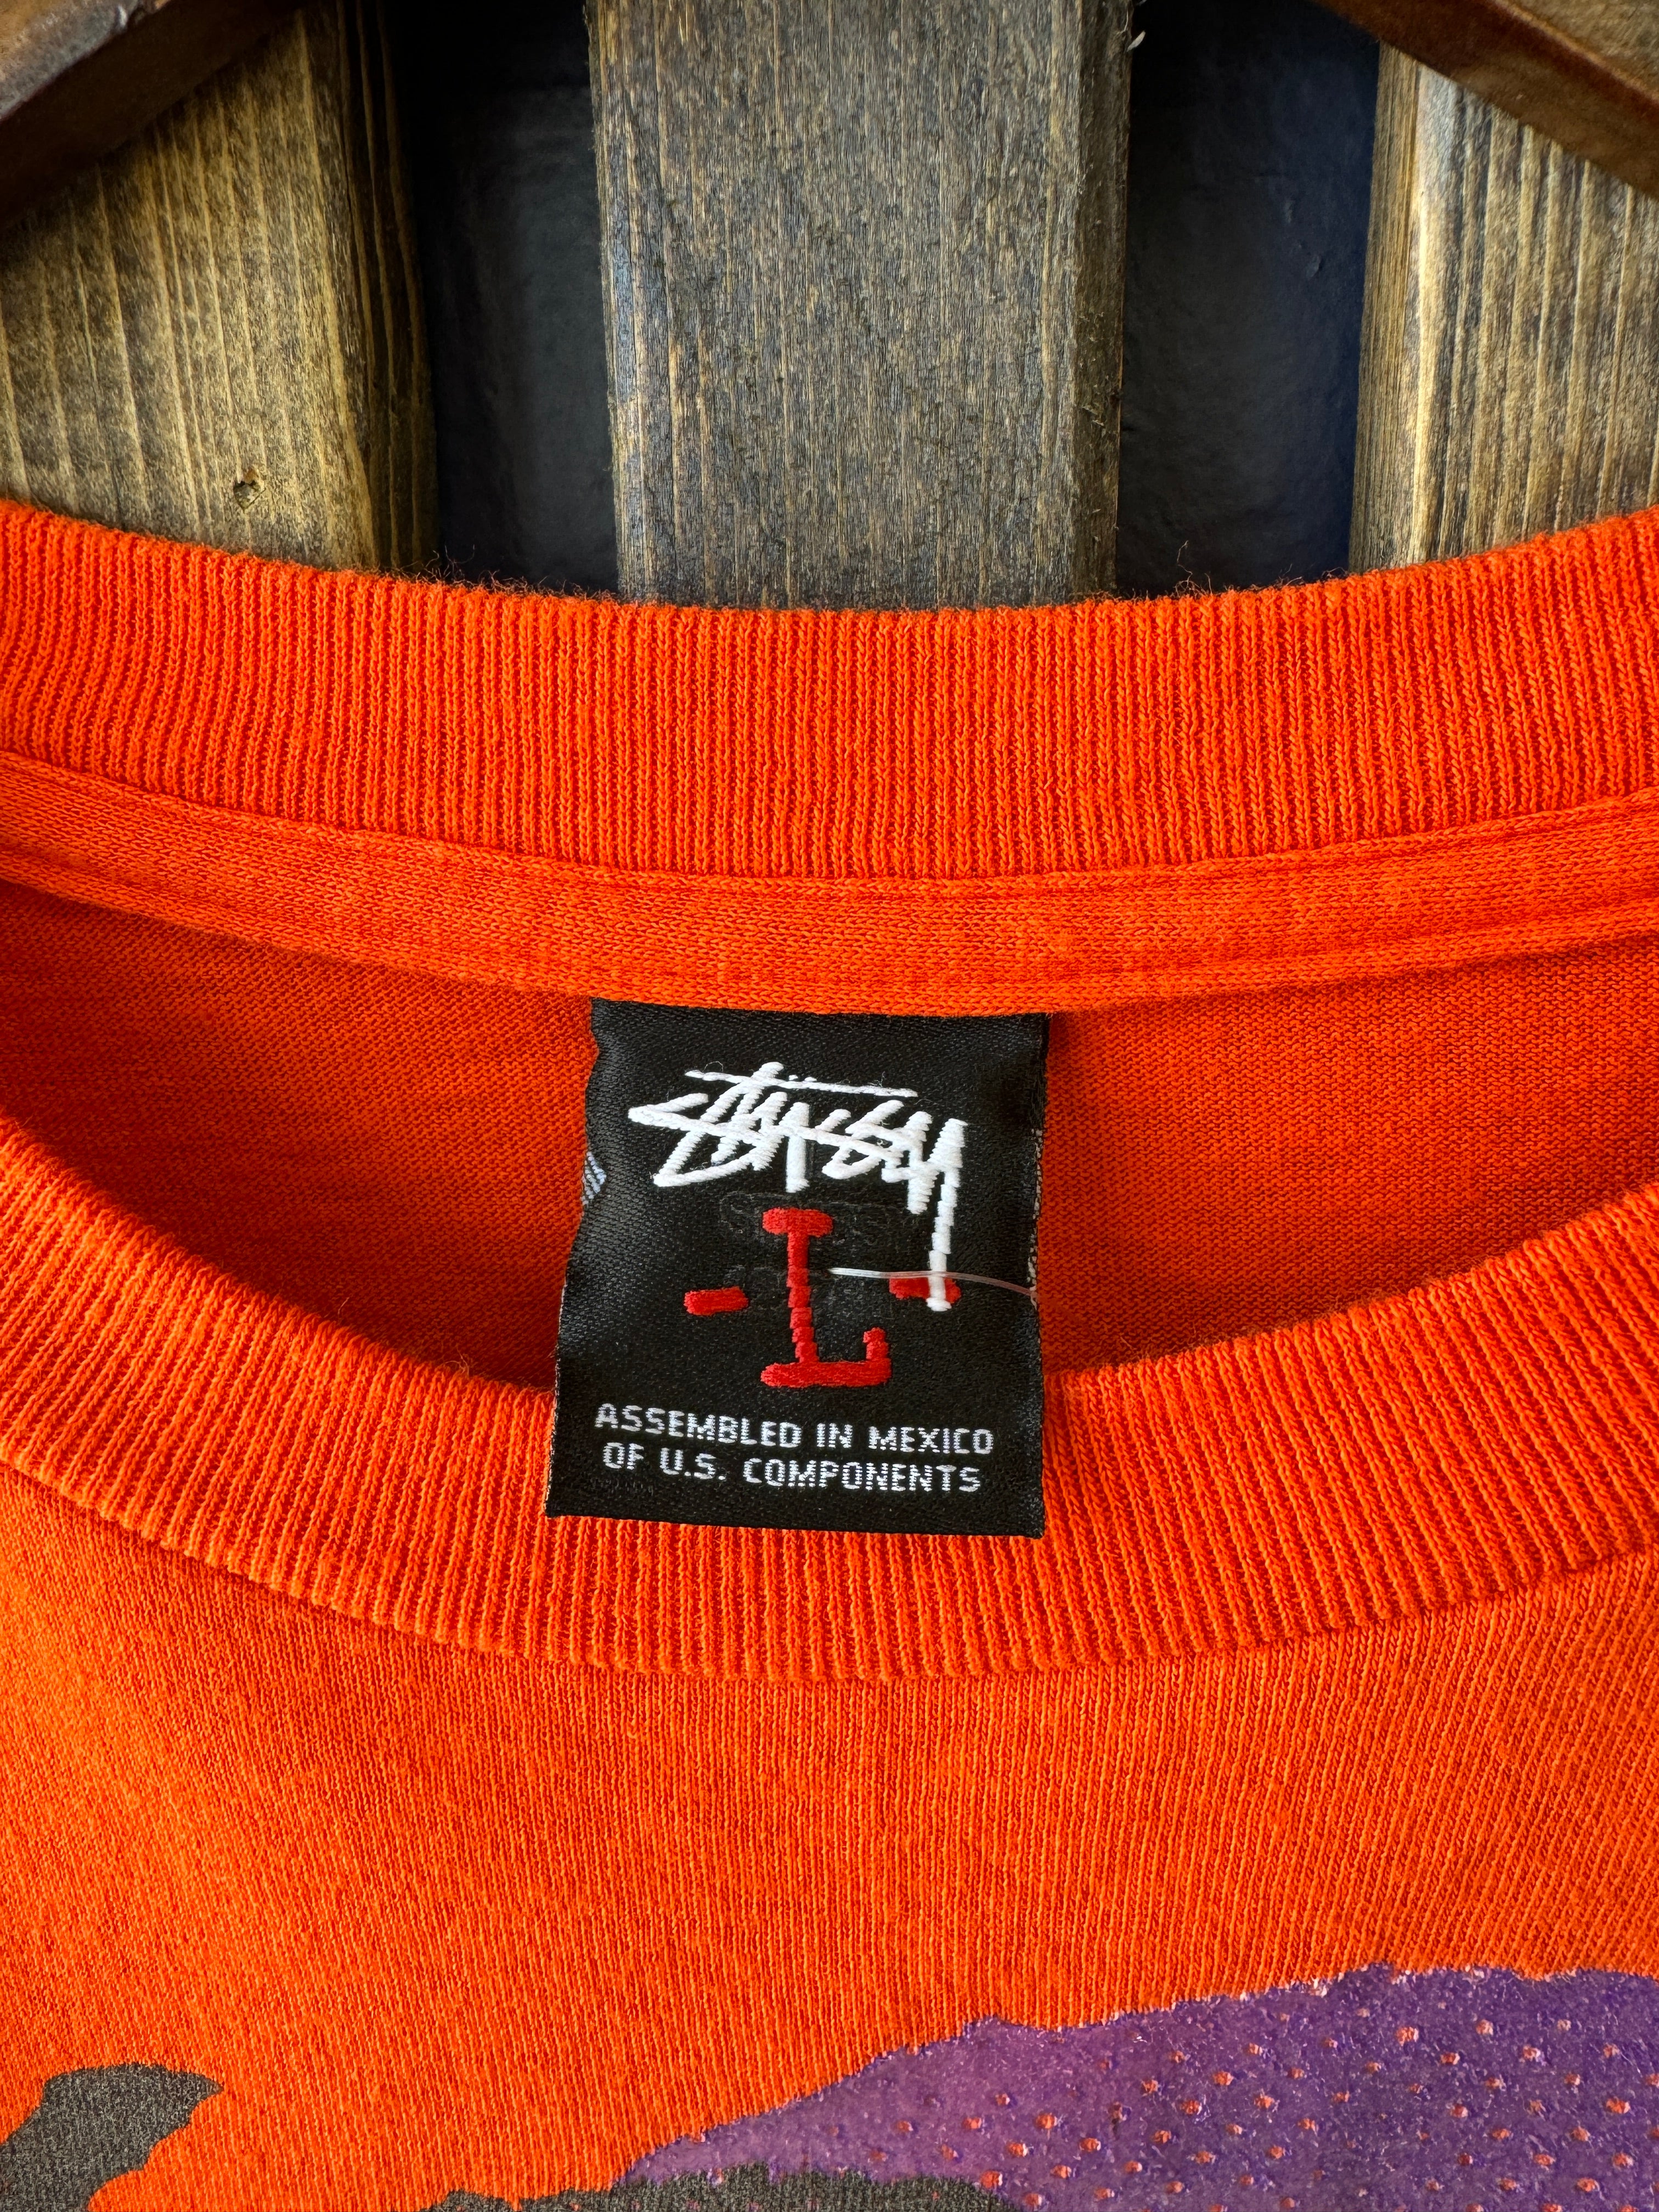 Stüssy
- L -
ASSEMBLED IN MEXICO
OF U.S. COMPONENTS